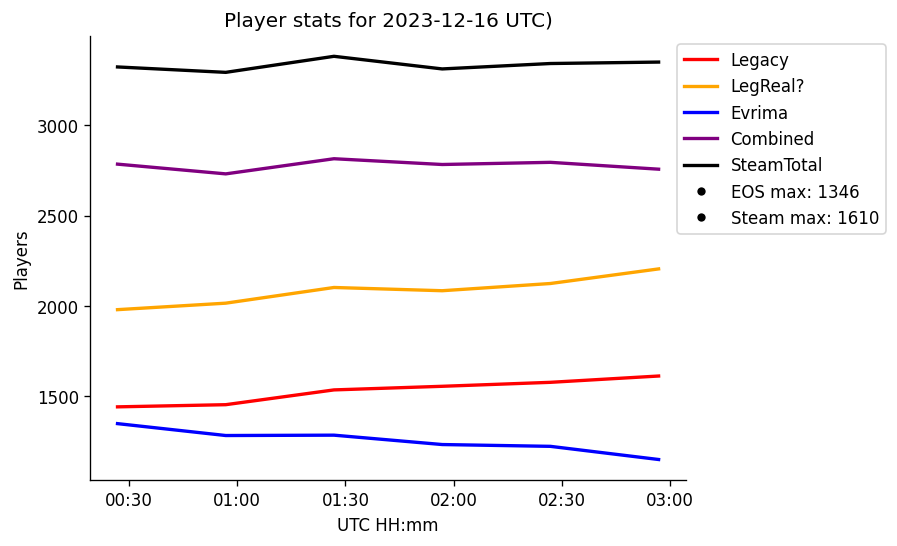 Player stats for 2023-12-16 UTC)
Legacy
LegReal?
Evrima
Combined
SteamTotal
EOS max: 1346
Steam max: 1610
Players
3000
2500
2000
1500
00:30 01:00 01:30 02:00 02:30 03:00
UTC HH:mm